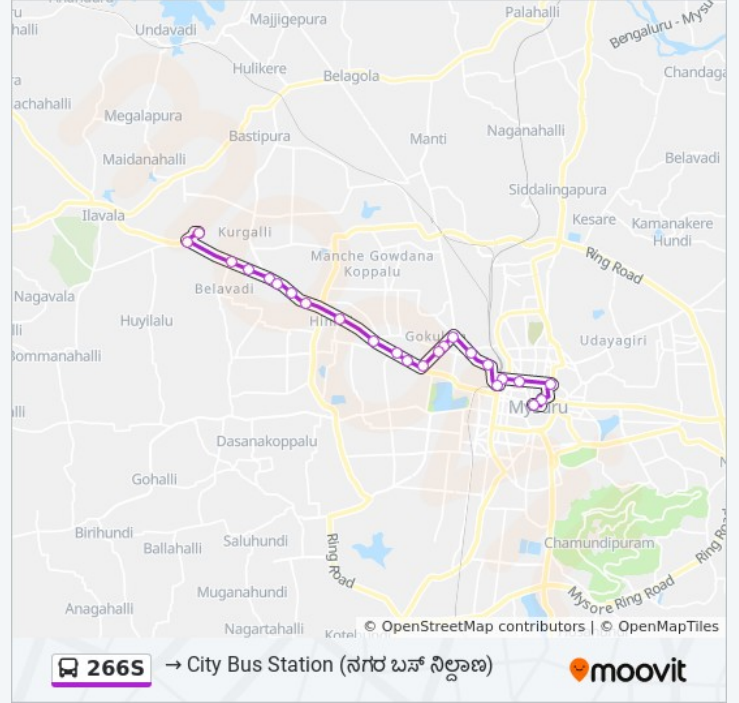 Palahalli
Majjigepura
Undavadi
Bengaluru - Mysu
halli
Hulikere
Belagola
Chandaga
achahalli
Megalapura
Bastipura
Manti
Naganahalli
Maidanahalli
Belavadi
Siddalingapura
Ilavala
Kesare
Kamanakere
Hundi
Kurgalli
Manche Gowdana
Koppalu
Ring Road
Belavadi
Nagavala
Huyilalu
Gokul
Udayagiri
Bommanahalli
Mysuru
Dasanakoppalu
Gohalli
Birihundi
Ballahalli
Saluhundi
Chamundipuram
Ring Road
Ring Road
Muganahundi
Mysore Ring Road
Anagahalli
Nagartahalli
© OpenStreetMap contributors | © OpenMapTiles
266S
→ City Bus Station (ನಗರ ಬಸ್ ನಿಲ್ದಾಣ)
moovit